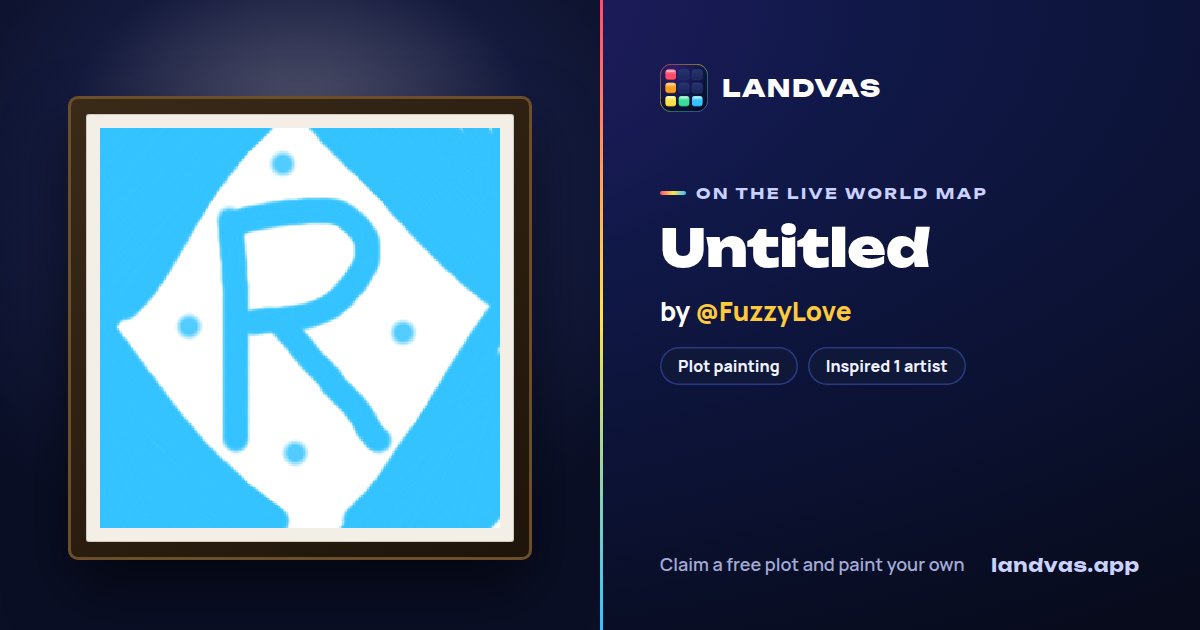 R
LANDVAS
ON THE LIVE WORLD MAP
Untitled
by @FuzzyLove
Plot painting
Inspired 1 artist
Claim a free plot and paint your own
landvas.app